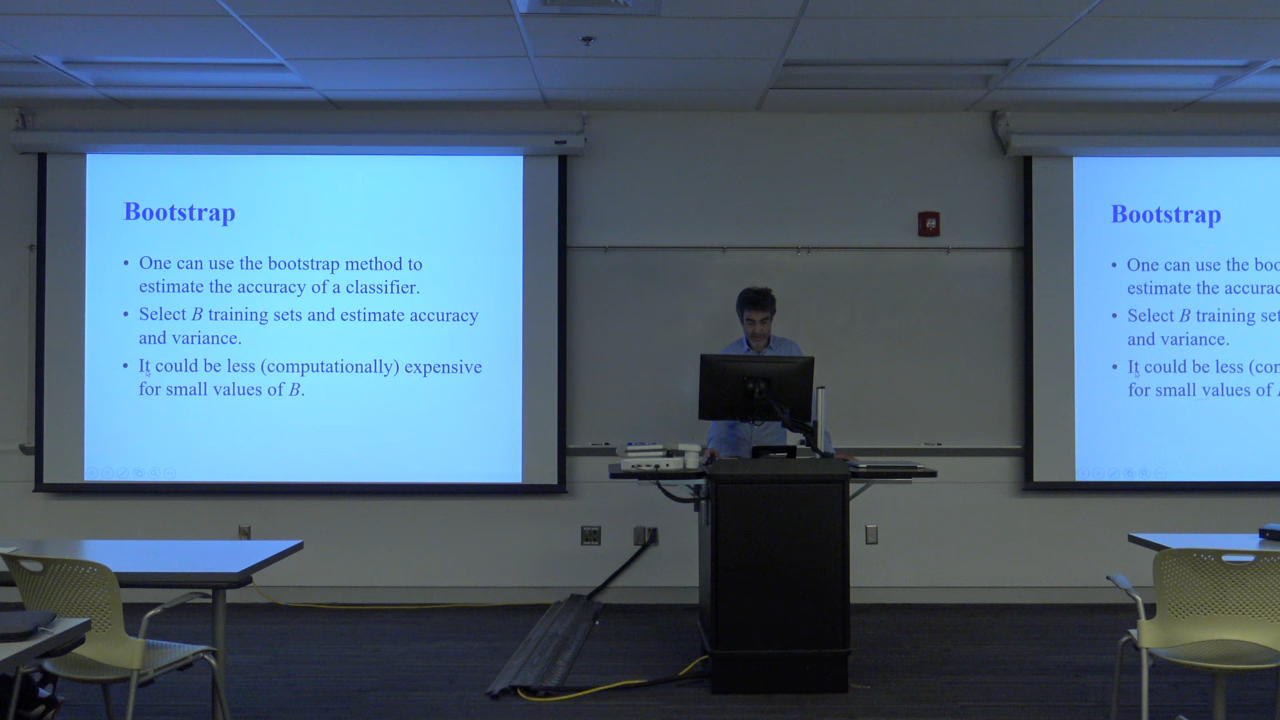 Bootstrap
• One can use the bootstrap method to
estimate the accuracy of a classifier.
• Select B training sets and estimate accuracy
and variance.
• It could be less (computationally) expensive
for small values of B.
Bootstrap
• One can use the boo
estimate the accurac
• Select B training set
and variance.
• It could be less (com
for small values of